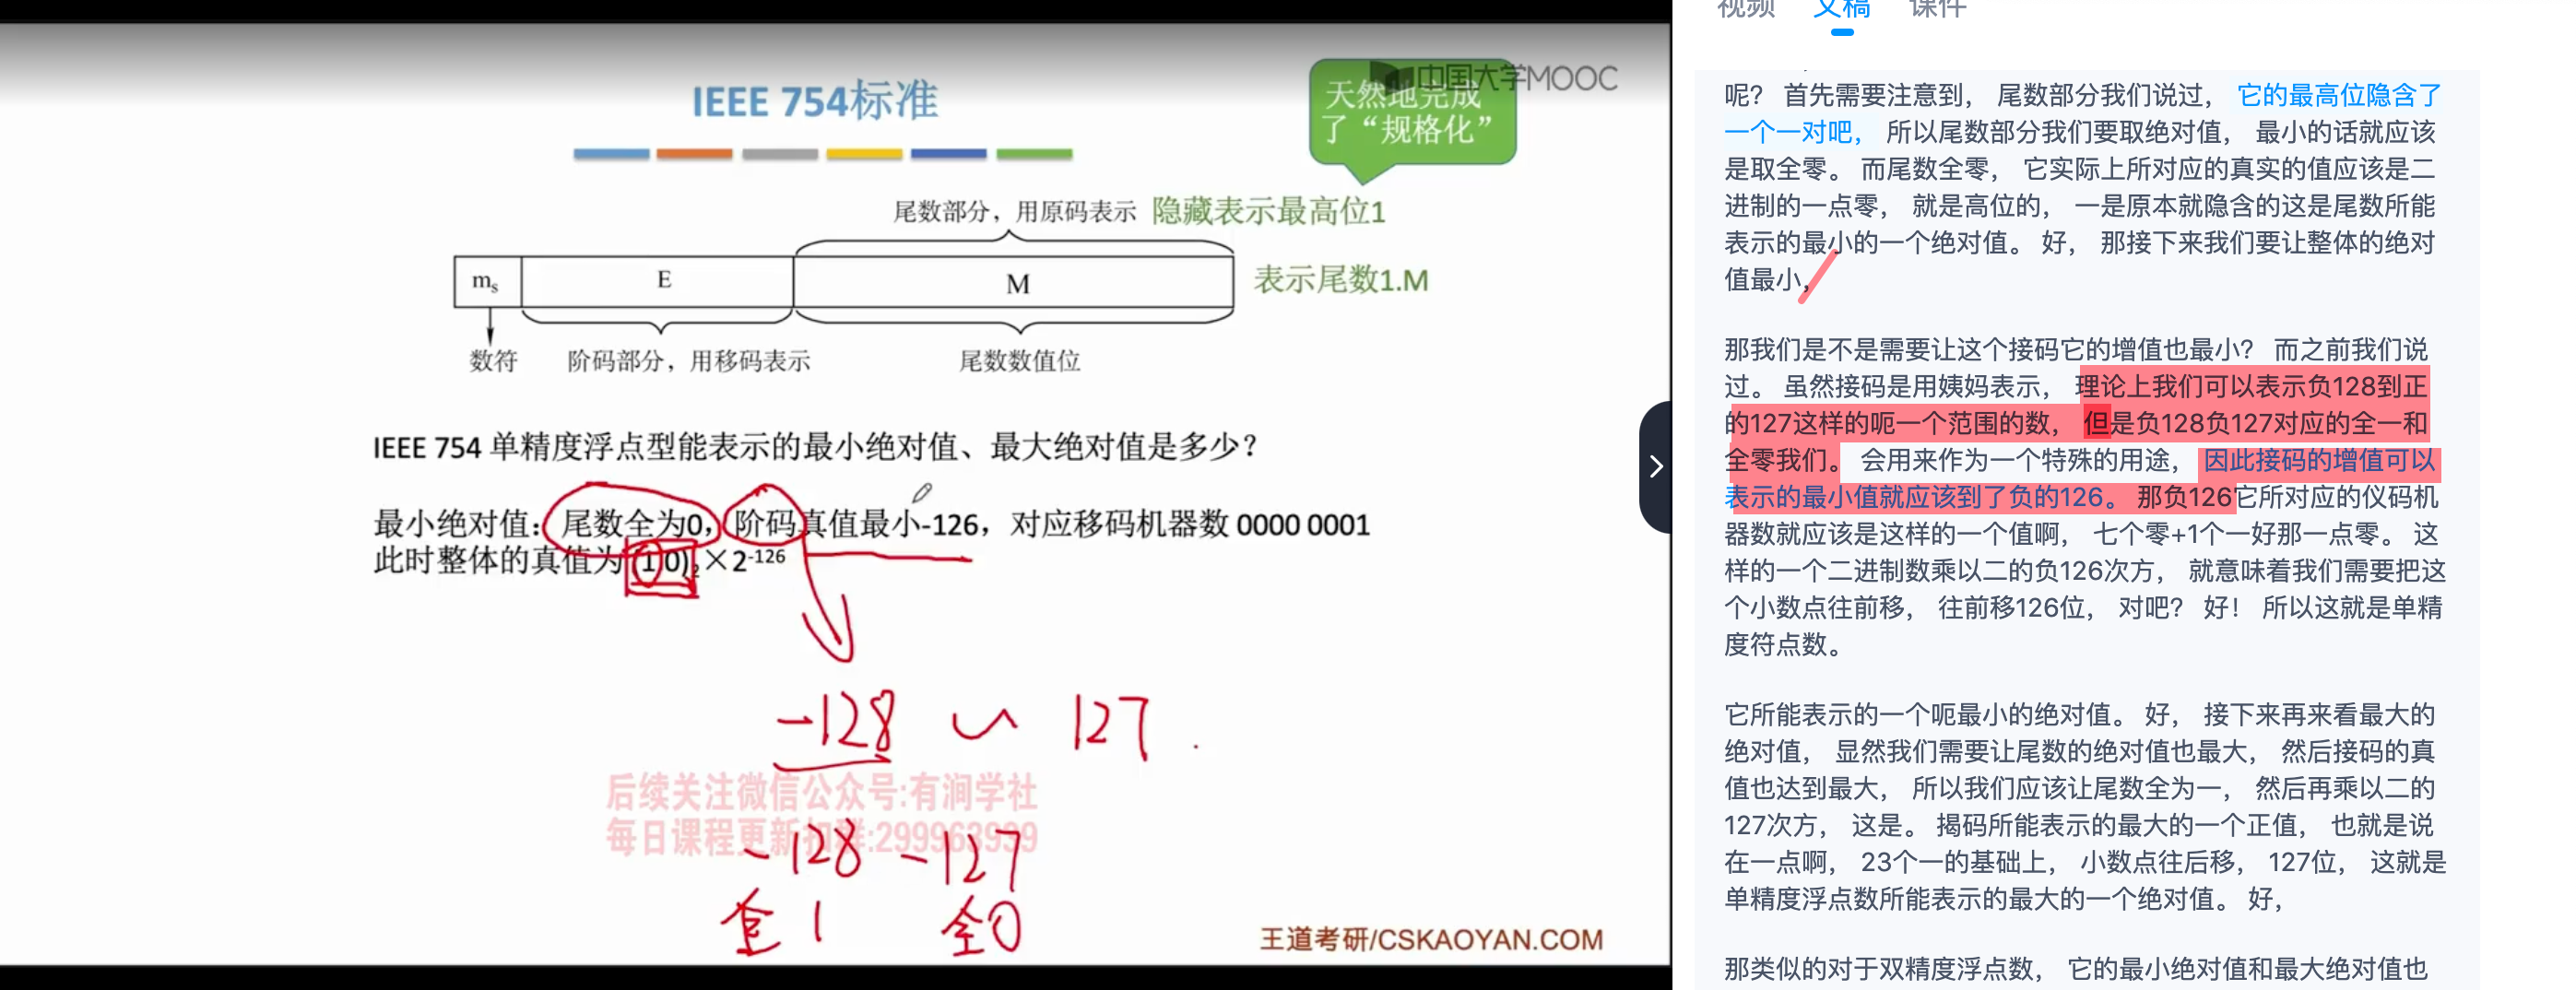 IEEE 754标准
中国大学MOOC
天然地完成
了“规格化”
尾数部分，用原码表示 隐藏表示最高位1
ms E M 表示尾数1.M
数符 阶码部分，用移码表示 尾数数值位
IEEE 754 单精度浮点型能表示的最小绝对值、最大绝对值是多少？
最小绝对值：尾数全为0，阶码真值最小-126，对应移码机器数 0000 0001
此时整体的真值为(1.0)₂×2⁻¹²⁶
-128 ~ 127
后续关注微信公众号:有涧学社
每日课程更新扣群:299963939
-128 -127
全1 全0
王道考研/CSKAOYAN.COM
视频 文稿 课件
呢？ 首先需要注意到， 尾数部分我们说过， 它的最高位隐含了
一个一对吧， 所以尾数部分我们要取绝对值， 最小的话就应该
是取全零。 而尾数全零， 它实际上所对应的真实的值应该是二
进制的一点零， 就是高位的， 一是原本就隐含的这是尾数所能
表示的最小的一个绝对值。 好， 那接下来我们要让整体的绝对
值最小，
那我们是不是需要让这个接码它的增值也最小？ 而之前我们说
过。 虽然接码是用姨妈表示， 理论上我们可以表示负128到正
的127这样的呃一个范围的数， 但是负128负127对应的全一和
全零我们。 会用来作为一个特殊的用途， 因此接码的增值可以
表示的最小值就应该到了负的126。 那负126它所对应的仪码机
器数就应该是这样的一个值啊， 七个零+1个一好那一点零。 这
样的一个二进制数乘以二的负126次方， 就意味着我们需要把这
个小数点往前移， 往前移126位， 对吧？ 好！ 所以这就是单精
度符点数。
它所能表示的一个呃最小的绝对值。 好， 接下来再来看最大的
绝对值， 显然我们需要让尾数的绝对值也最大， 然后接码的真
值也达到最大， 所以我们应该让尾数全为一， 然后再乘以二的
127次方， 这是。 揭码所能表示的最大的一个正值， 也就是说
在一点啊， 23个一的基础上， 小数点往后移， 127位， 这就是
单精度浮点数所能表示的最大的一个绝对值。 好，
那类似的对于双精度浮点数， 它的最小绝对值和最大绝对值也